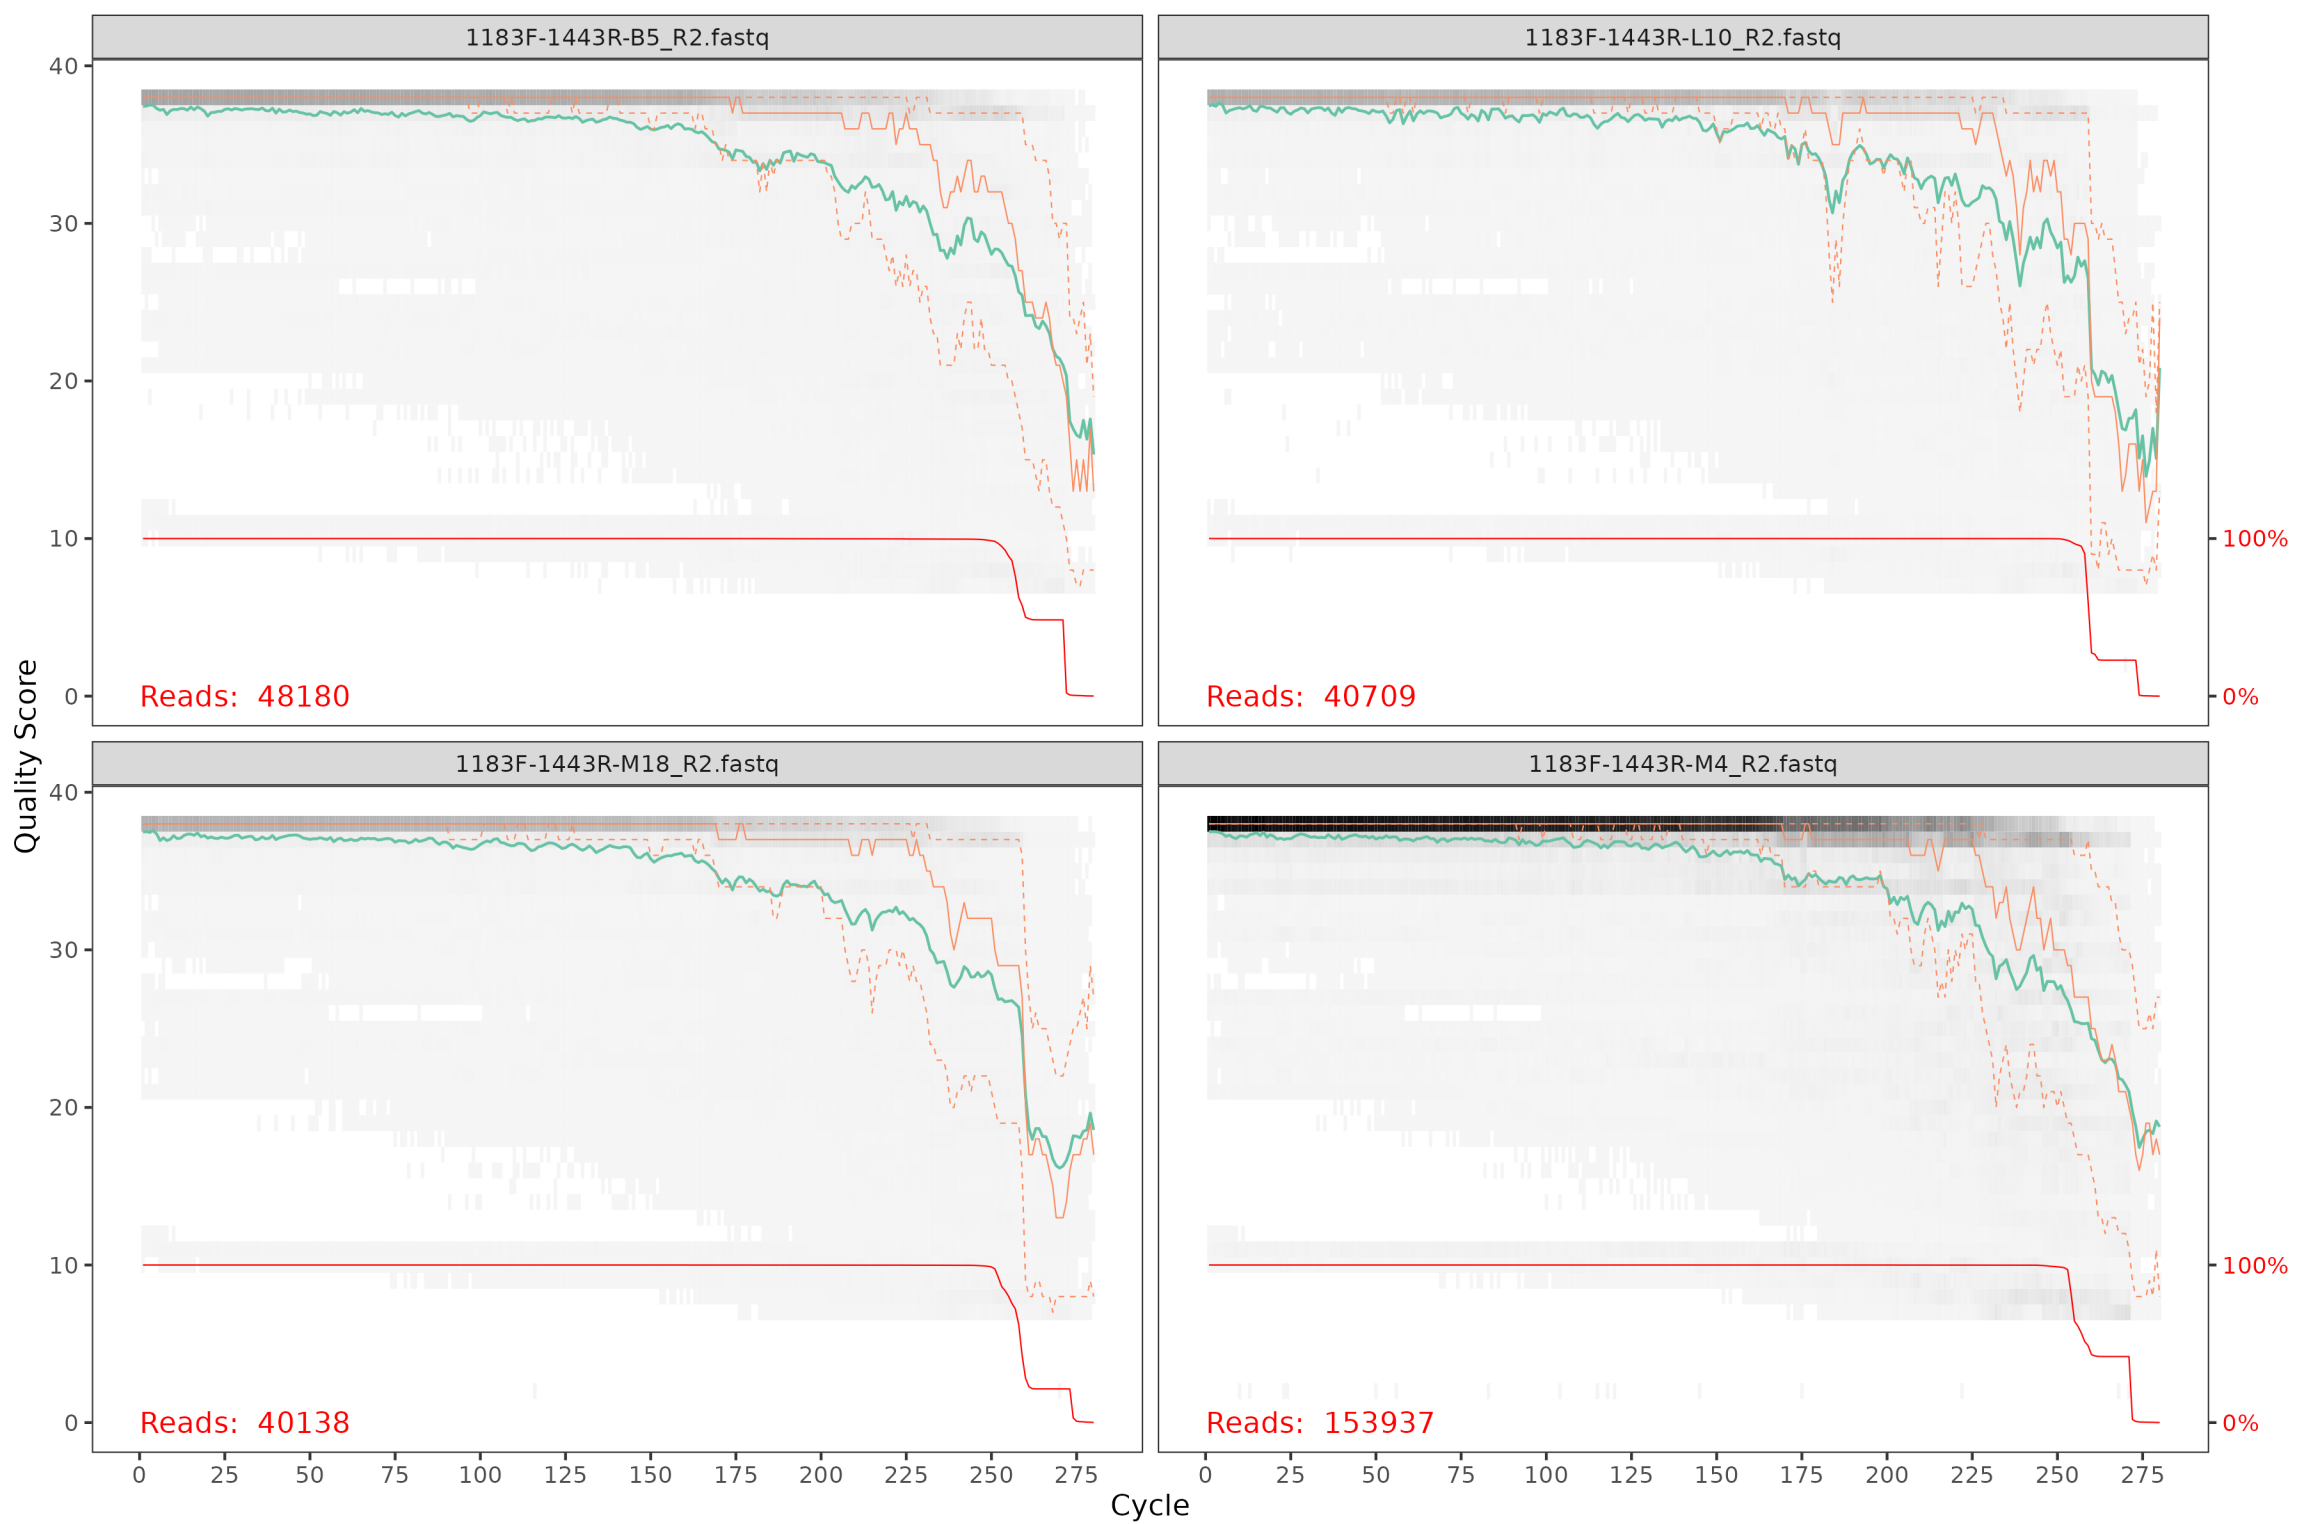 1183F-1443R-B5_R2.fastq
1183F-1443R-L10_R2.fastq
40
30
20
10
0
100%
0%
Reads: 48180
Reads: 40709
Quality Score
1183F-1443R-M18_R2.fastq
1183F-1443R-M4_R2.fastq
40
30
20
10
0
100%
0%
Reads: 40138
Reads: 153937
0 25 50 75 100 125 150 175 200 225 250 275
0 25 50 75 100 125 150 175 200 225 250 275
Cycle